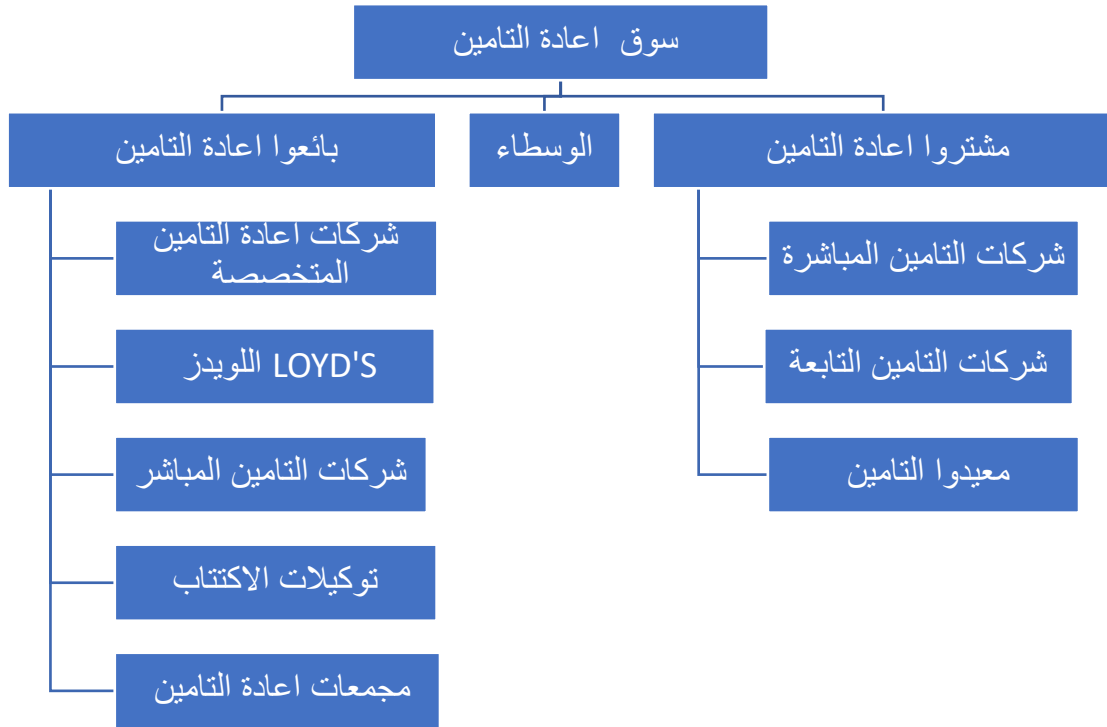 سوق اعادة التامين
مشتروا اعادة التامين
الوسطاء
بائعوا اعادة التامين
شركات التامين المباشرة
شركات التامين التابعة
معيدوا التامين
شركات اعادة التامين
المتخصصة
LOYD'S اللويدز
شركات التامين المباشر
توكيلات الاكتتاب
مجمعات اعادة التامين